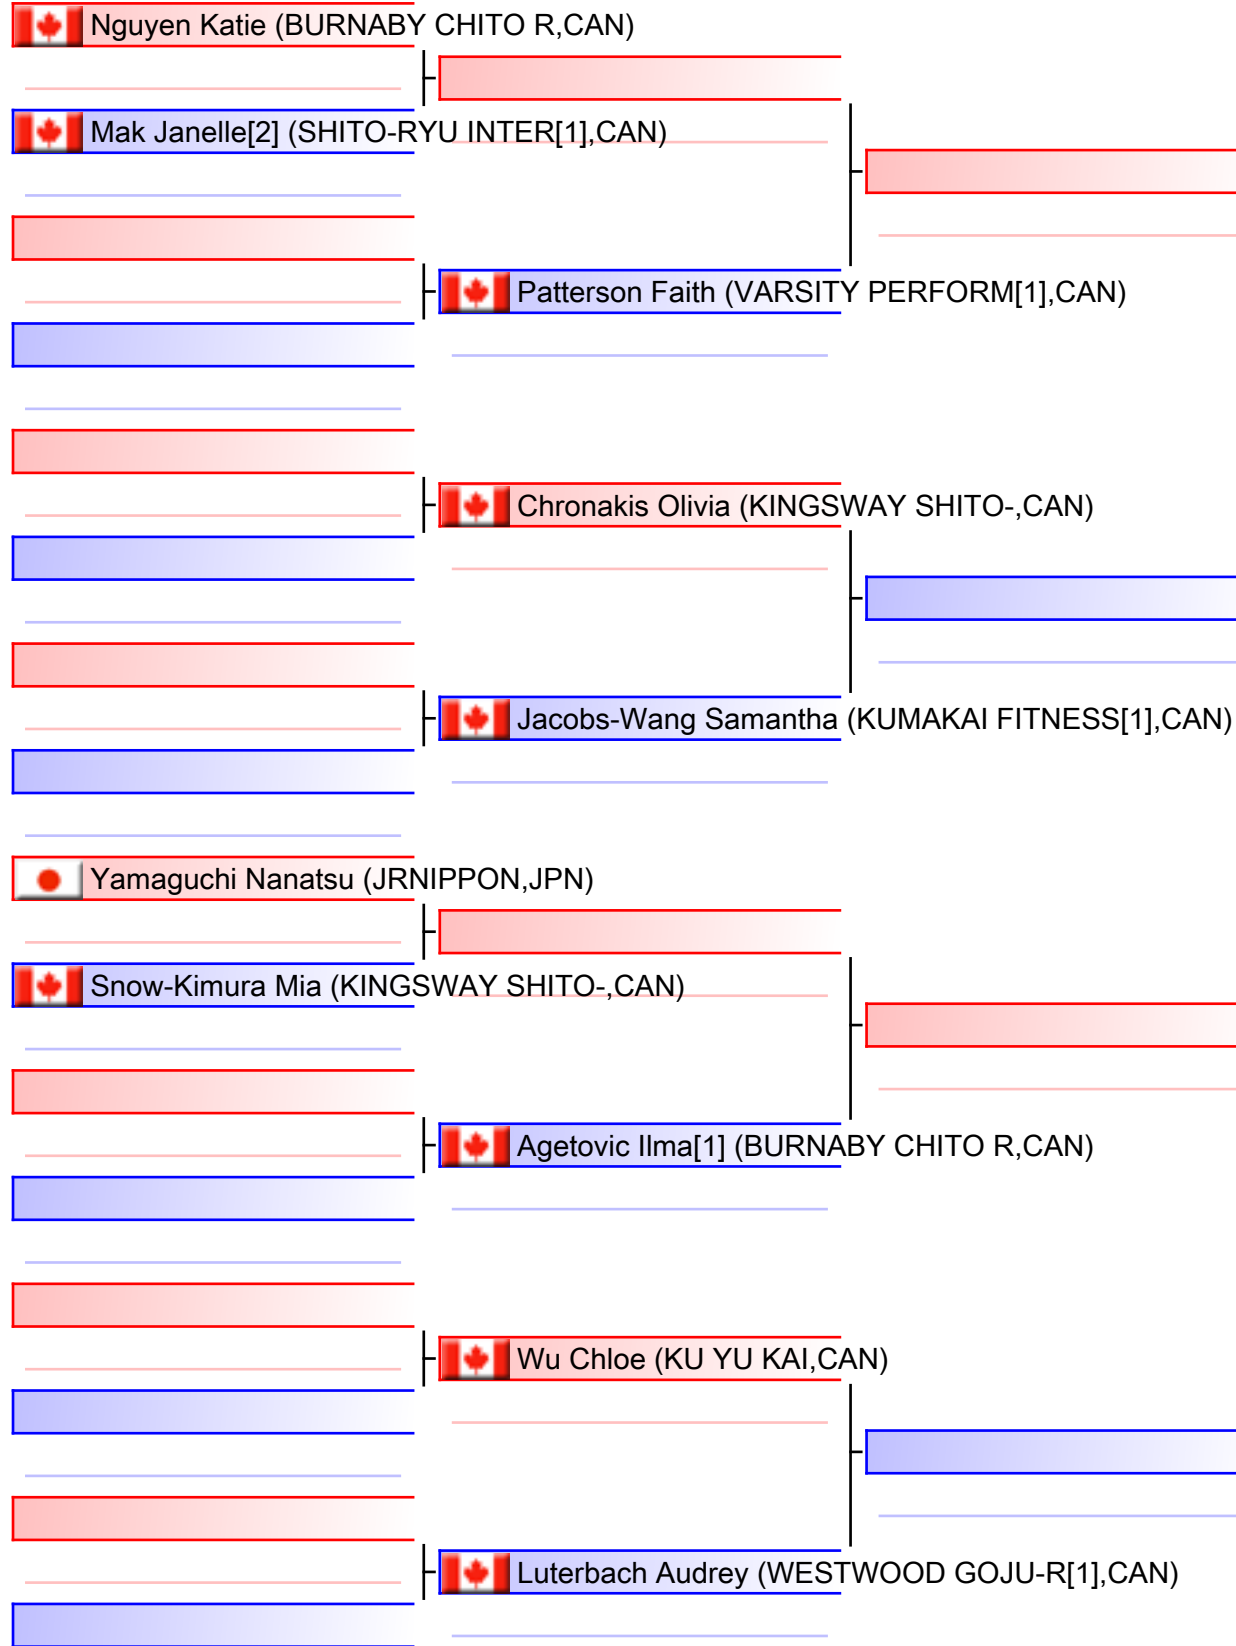 Nguyen Katie (BURNABY CHITO R,CAN)
Mak Janelle[2] (SHITO-RYU INTER[1],CAN)
Patterson Faith (VARSITY PERFORM[1],CAN)
Chronakis Olivia (KINGSWAY SHITO-,CAN)
Jacobs-Wang Samantha (KUMAKAI FITNESS[1],CAN)
Yamaguchi Nanatsu (JRNIPPON,JPN)
Snow-Kimura Mia (KINGSWAY SHITO-,CAN)
Agetovic Ilma[1] (BURNABY CHITO R,CAN)
Wu Chloe (KU YU KAI,CAN)
Luterbach Audrey (WESTWOOD GOJU-R[1],CAN)